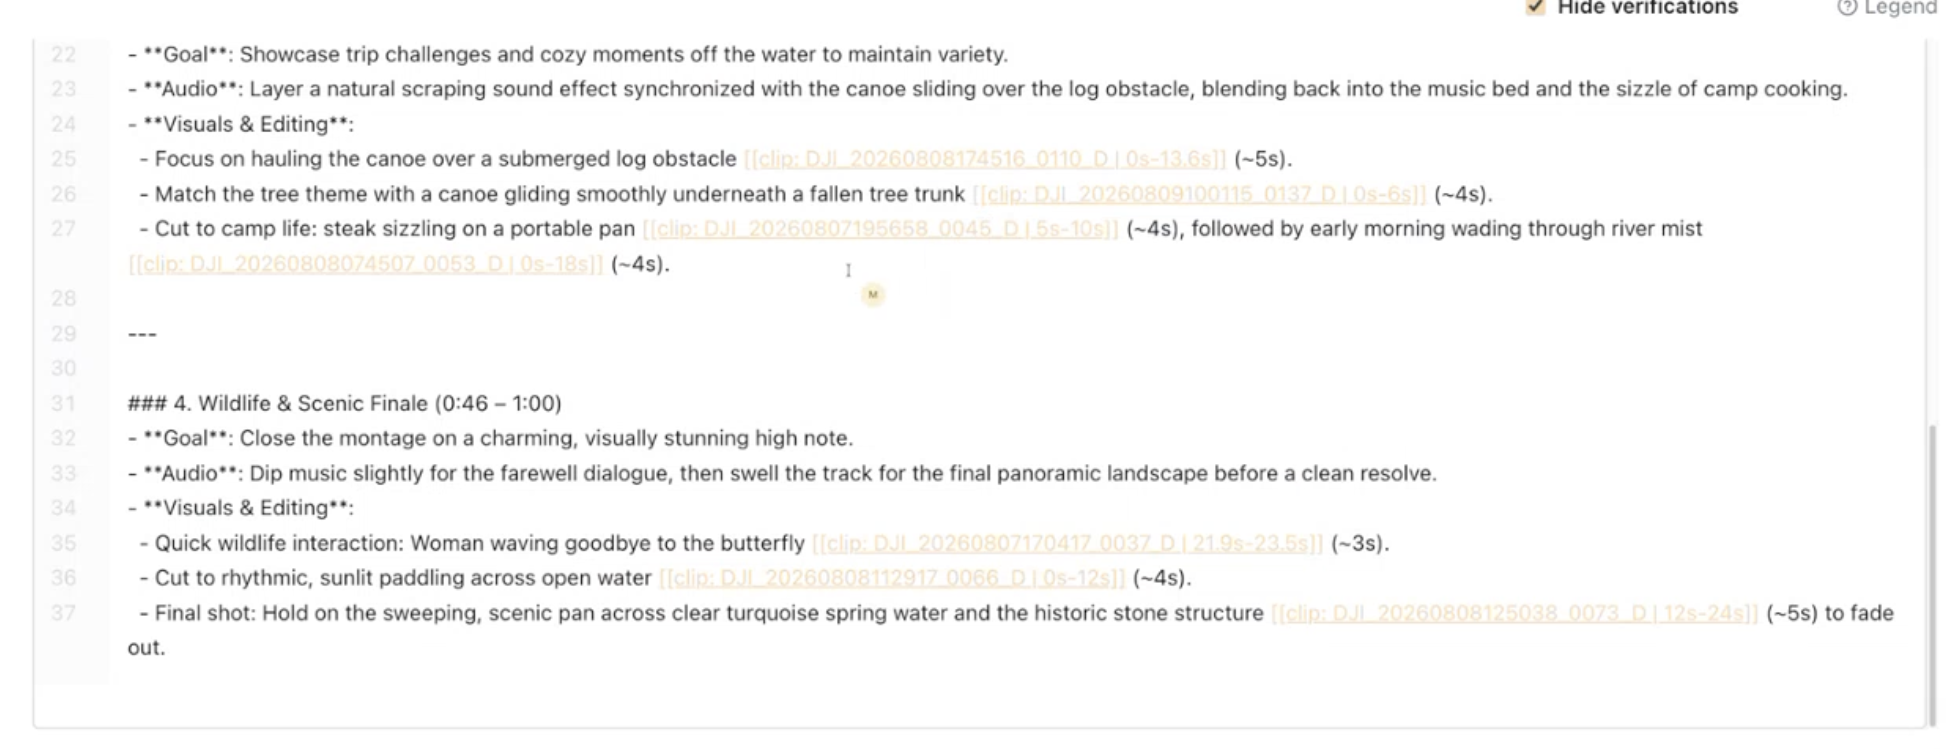 Hide verifications
Legend
22 - **Goal**: Showcase trip challenges and cozy moments off the water to maintain variety.
23 - **Audio**: Layer a natural scraping sound effect synchronized with the canoe sliding over the log obstacle, blending back into the music bed and the sizzle of camp cooking.
24 - **Visuals & Editing**:
25 - Focus on hauling the canoe over a submerged log obstacle [[clip: DJI_20260808174516_0110_D | 0s-13.6s]] (~5s).
26 - Match the tree theme with a canoe gliding smoothly underneath a fallen tree trunk [[clip: DJI_20260809100115_0137_D | 0s-6s]] (~4s).
27 - Cut to camp life: steak sizzling on a portable pan [[clip: DJI_20260807195658_0045_D | 5s-10s]] (~4s), followed by early morning wading through river mist
[[clip: DJI_20260808074507_0053_D | 0s-18s]] (~4s).
M
28
29 ---
30
31 ### 4. Wildlife & Scenic Finale (0:46 – 1:00)
32 - **Goal**: Close the montage on a charming, visually stunning high note.
33 - **Audio**: Dip music slightly for the farewell dialogue, then swell the track for the final panoramic landscape before a clean resolve.
34 - **Visuals & Editing**:
35 - Quick wildlife interaction: Woman waving goodbye to the butterfly [[clip: DJI_20260807170417_0037_D | 21.9s-23.5s]] (~3s).
36 - Cut to rhythmic, sunlit paddling across open water [[clip: DJI_20260808112917_0066_D | 0s-12s]] (~4s).
37 - Final shot: Hold on the sweeping, scenic pan across clear turquoise spring water and the historic stone structure [[clip: DJI_20260808125038_0073_D | 12s-24s]] (~5s) to fade
out.